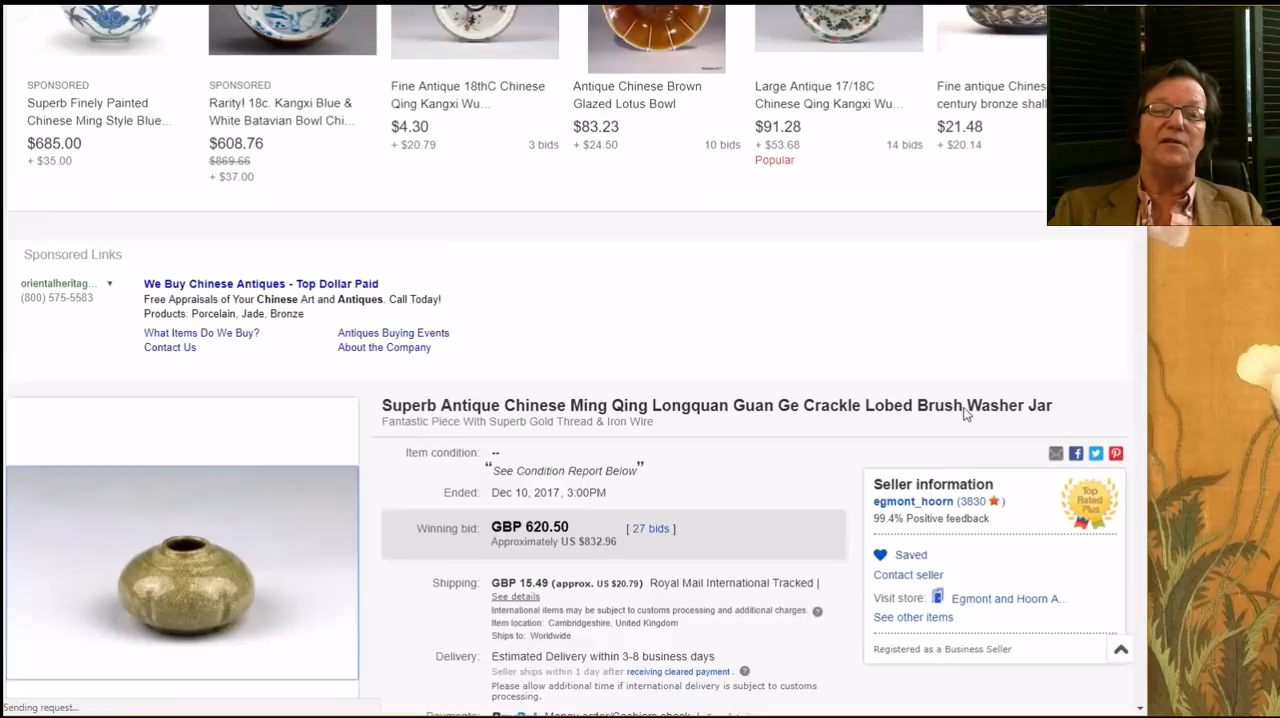 SPONSORED
Superb Finely Painted
Chinese Ming Style Blue...
$685.00
+ $35.00
SPONSORED
Rarity! 18c. Kangxi Blue &
White Batavian Bowl Chi...
$608.76
$869.66
+ $37.00
Fine Antique 18thC Chinese
Qing Kangxi Wu...
$4.30
+ $20.79
3 bids
Antique Chinese Brown
Glazed Lotus Bowl
$83.23
+ $24.50
10 bids
Large Antique 17/18C
Chinese Qing Kangxi Wu...
$91.28
+ $53.68
14 bids
Popular
Fine antique Chines
century bronze shall
$21.48
+ $20.14
Sponsored Links
orientalheritag...
(800) 575-5583
We Buy Chinese Antiques - Top Dollar Paid
Free Appraisals of Your Chinese Art and Antiques. Call Today!
Products: Porcelain, Jade, Bronze
What Items Do We Buy?
Antiques Buying Events
Contact Us
About the Company
Superb Antique Chinese Ming Qing Longquan Guan Ge Crackle Lobed Brush Washer Jar
Fantastic Piece With Superb Gold Thread & Iron Wire
Item condition: --
“See Condition Report Below”
Ended: Dec 10, 2017, 3:00PM
Winning bid: GBP 620.50 [ 27 bids ]
Approximately US $832.96
Shipping: GBP 15.49 (approx. US $20.79) Royal Mail International Tracked |
See details
International items may be subject to customs processing and additional charges.
Item location: Cambridgeshire, United Kingdom
Ships to: Worldwide
Delivery: Estimated Delivery within 3-8 business days
Seller ships within 1 day after receiving cleared payment.
Please allow additional time if international delivery is subject to customs
processing.
Seller information
egmont_hoorn (3830 )
99.4% Positive feedback
Top
Rated
Plus
Saved
Contact seller
Visit store: Egmont and Hoorn A...
See other items
Registered as a Business Seller
Sending request...